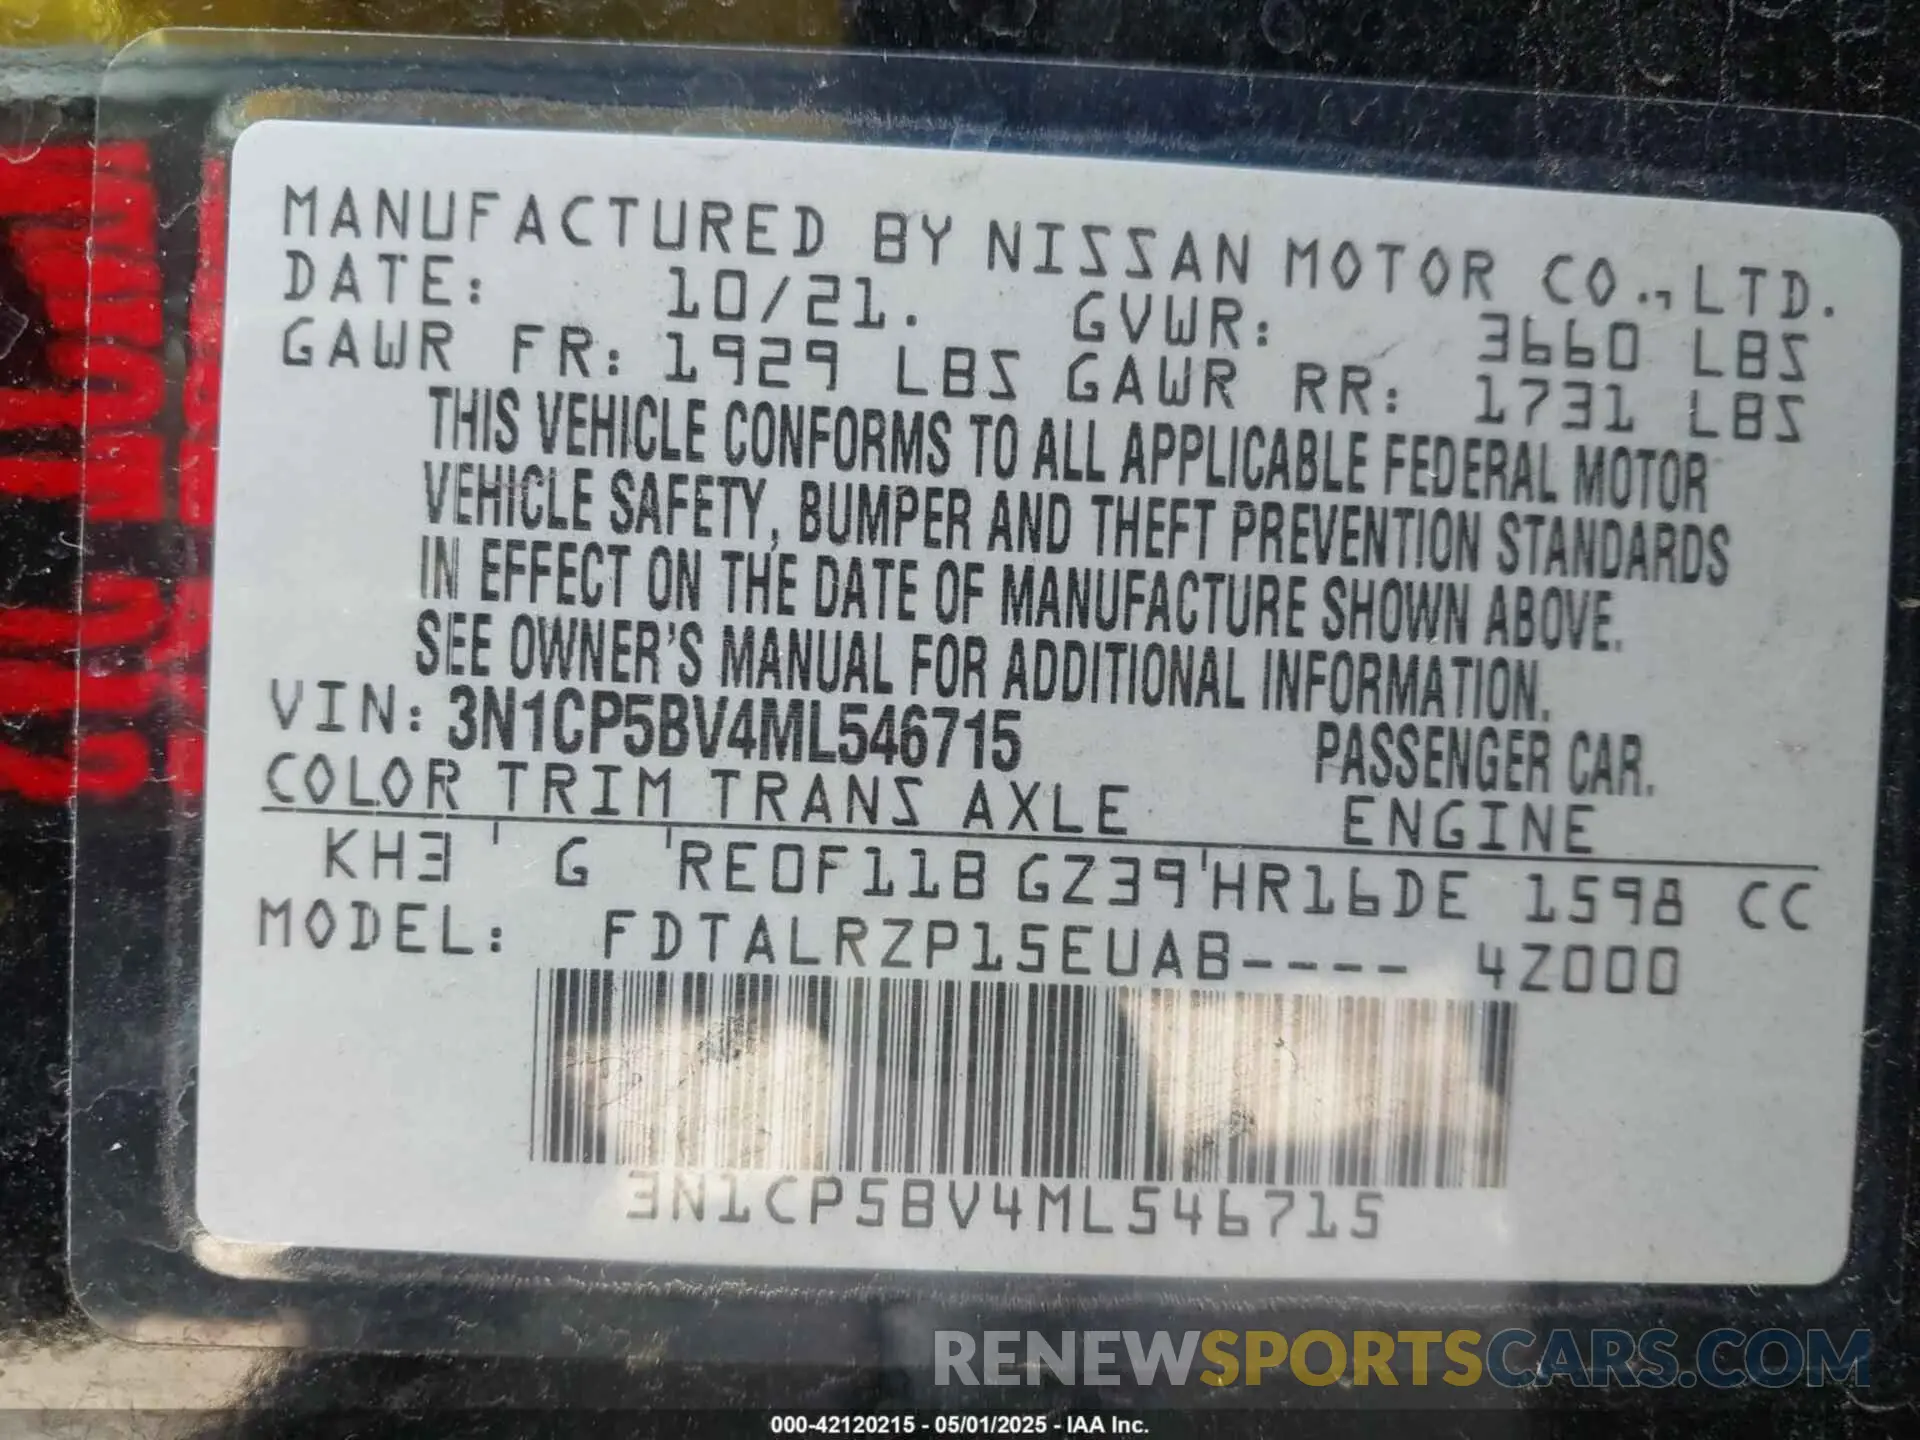 MANUFACTURED BY NISSAN MOTOR CO.,LTD.
DATE: 10/21. GVWR: 3660 LBS
GAWR FR: 1929 LBS GAWR RR: 1731 LBS
THIS VEHICLE CONFORMS TO ALL APPLICABLE FEDERAL MOTOR
VEHICLE SAFETY, BUMPER AND THEFT PREVENTION STANDARDS
IN EFFECT ON THE DATE OF MANUFACTURE SHOWN ABOVE.
SEE OWNER'S MANUAL FOR ADDITIONAL INFORMATION.
VIN: 3N1CP5BV4ML546715 PASSENGER CAR.
COLOR TRIM TRANS AXLE ENGINE
KH3 ' G 'RE0F11B GZ39'HR16DE 1598 CC
MODEL: FDTALRZP15EUAB---- 4Z000
3N1CP5BV4ML546715
RENEWSPORTSCARS.COM
000-42120215 - 05/01/2025 - IAA Inc.